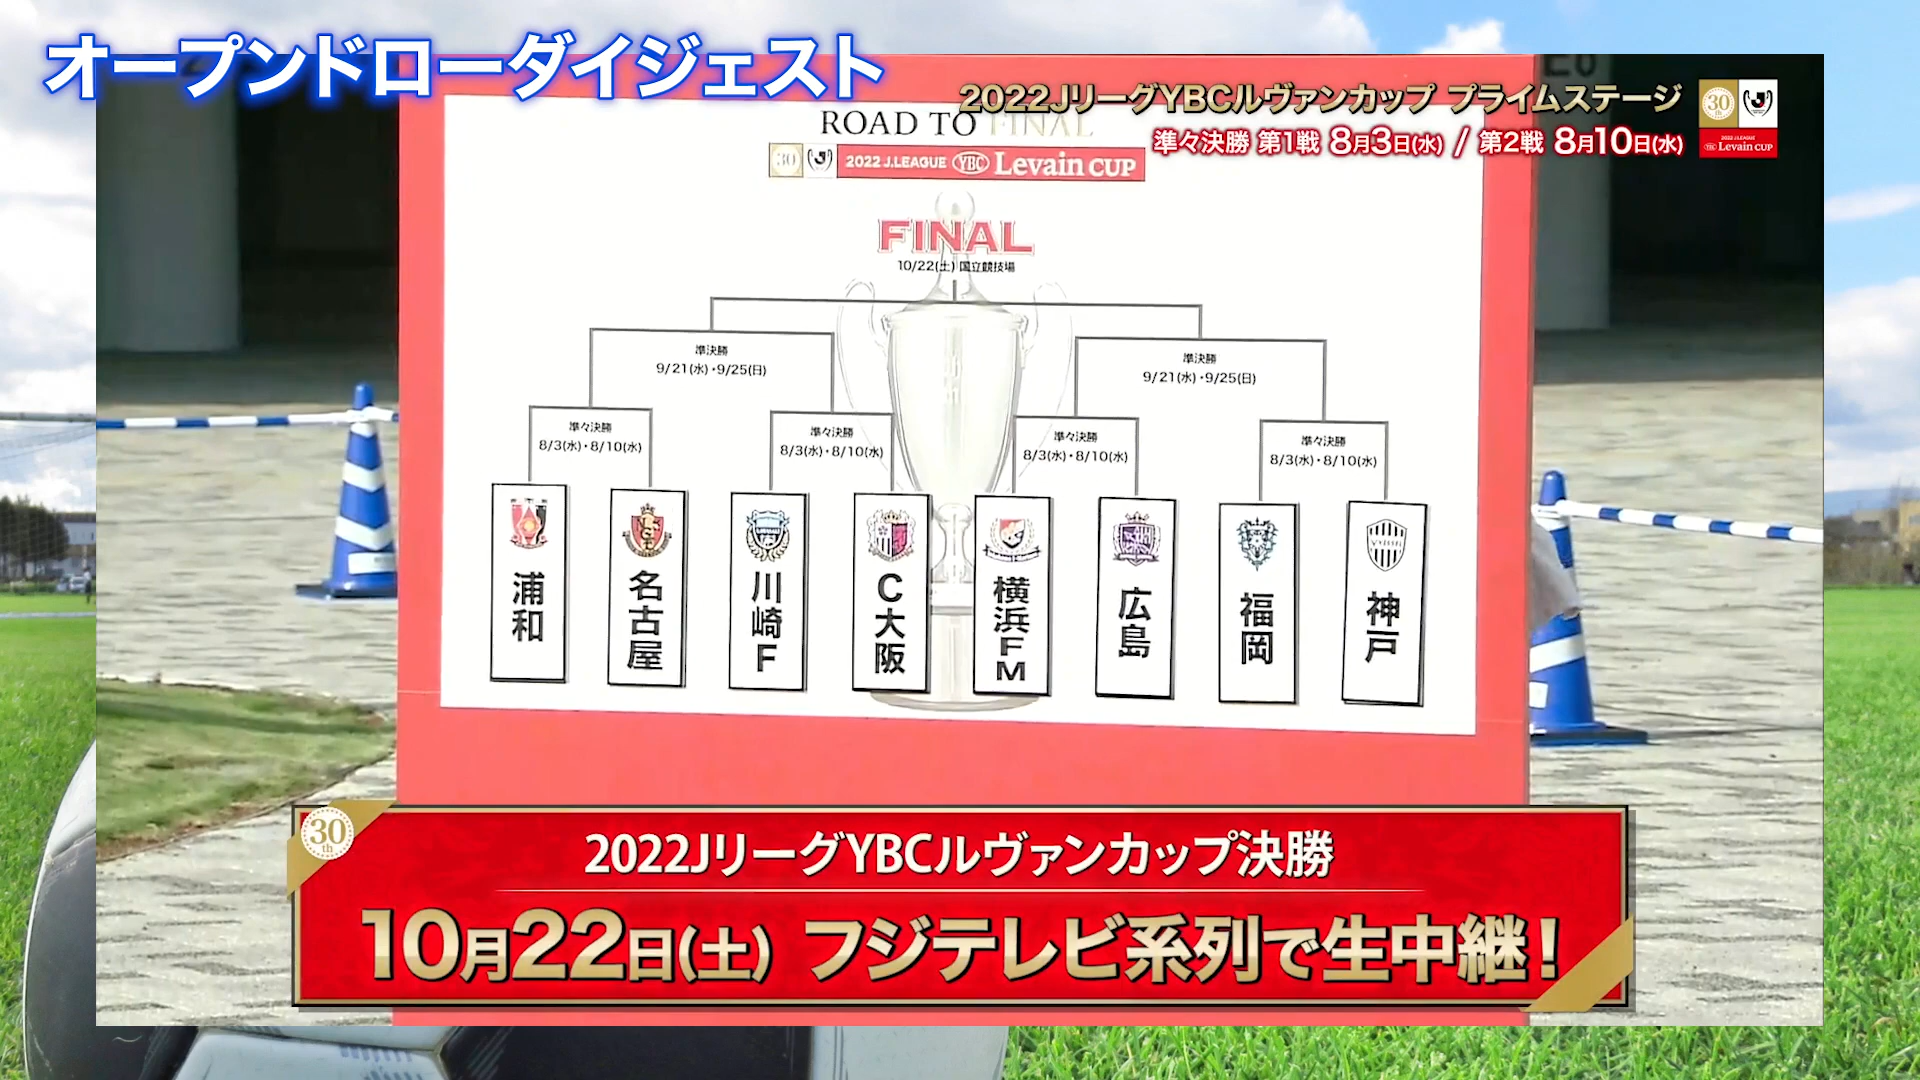 オープンドローダイジェスト
2022JリーグYBCルヴァンカップ プライムステージ
準々決勝 第1戦 8月3日(水) / 第2戦 8月10日(水)
30
2022 J.LEAGUE
YBC Levain CUP
ROAD TO FINAL
30
2022 J.LEAGUE YBC Levain CUP
FINAL
10/22(土) 国立競技場
準決勝
9/21(水)・9/25(日)
準決勝
9/21(水)・9/25(日)
準々決勝
8/3(水)・8/10(水)
準々決勝
8/3(水)・8/10(水)
準々決勝
8/3(水)・8/10(水)
準々決勝
8/3(水)・8/10(水)
浦和
名古屋
川崎F
C大阪
横浜FM
広島
福岡
神戸
30th
2022JリーグYBCルヴァンカップ決勝
10月22日(土) フジテレビ系列で生中継!